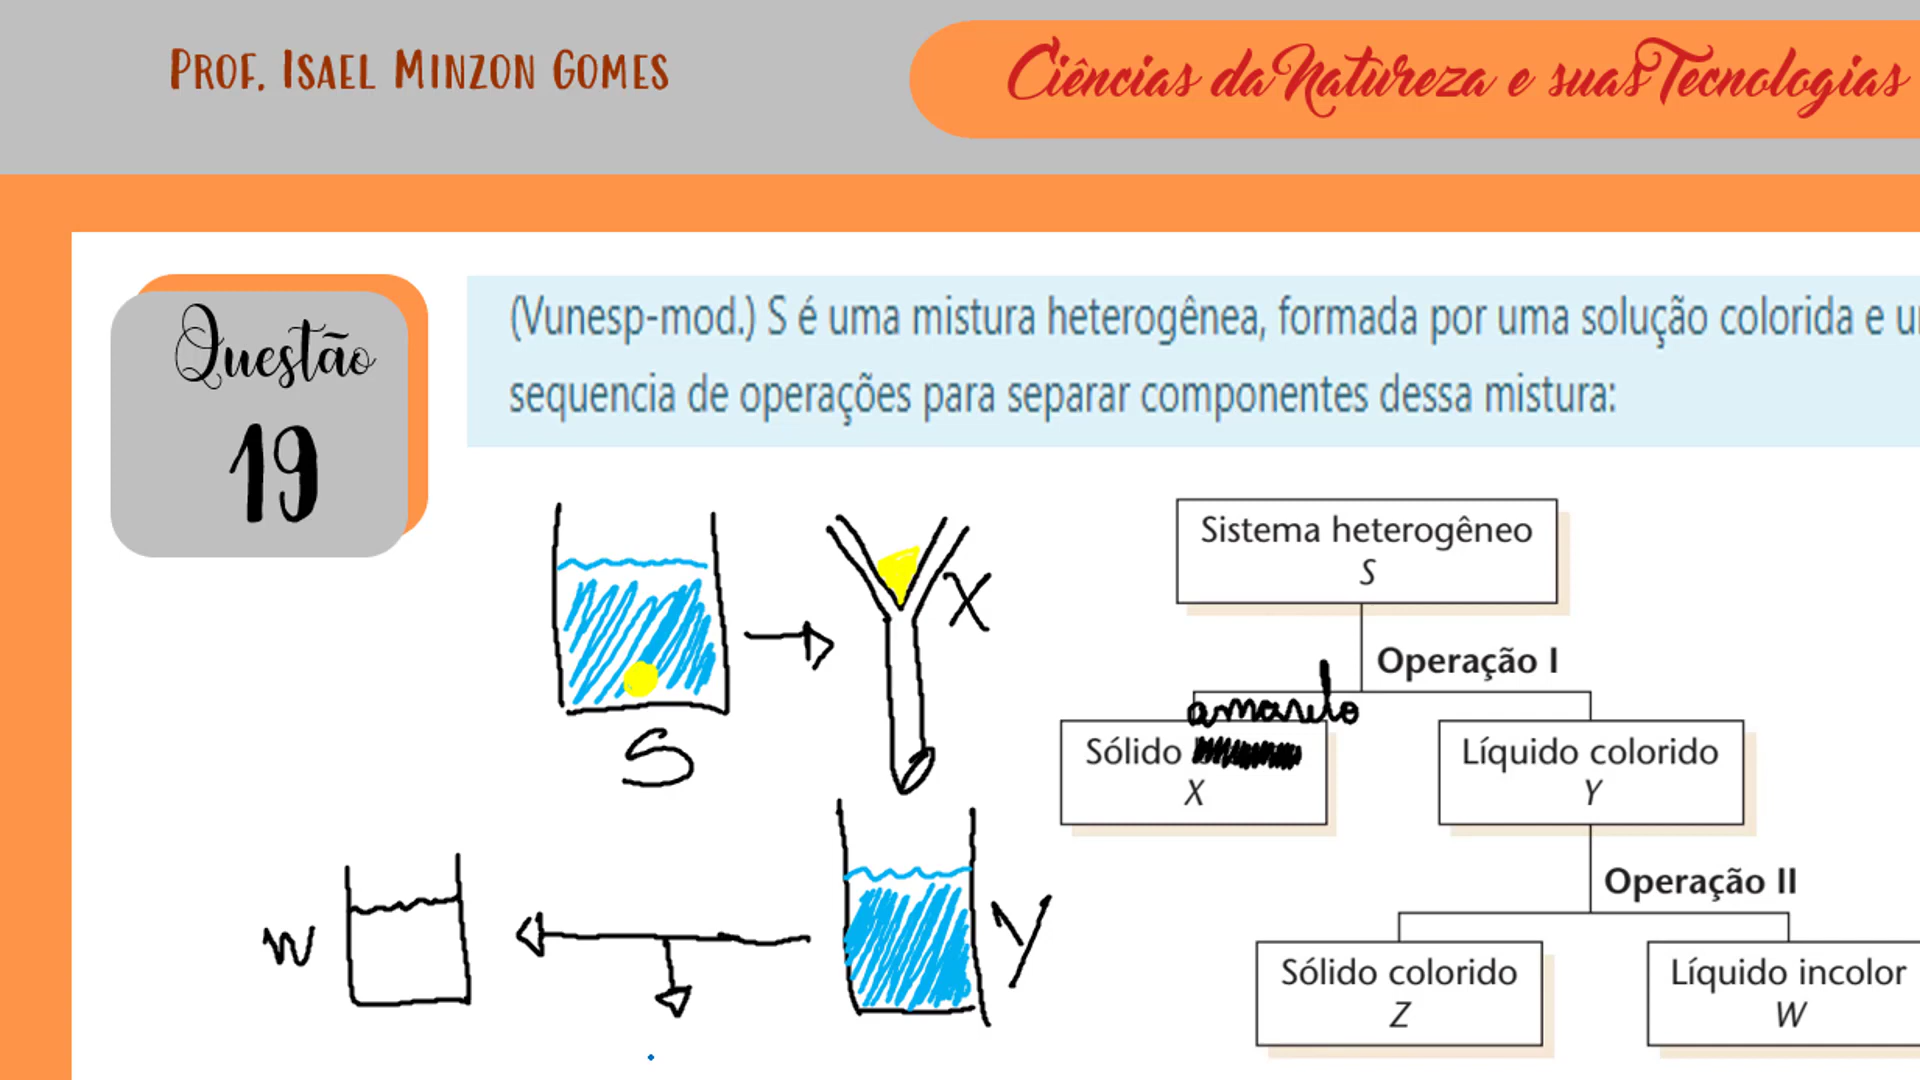 PROF. ISAEL MINZON GOMES
Ciências da Natureza e suas Tecnologias
Questão
19
(Vunesp-mod.) S é uma mistura heterogênea, formada por uma solução colorida e
sequencia de operações para separar componentes dessa mistura:
Sistema heterogêneo
S
Operação I
amarelo
Sólido
X
Líquido colorido
Y
Operação II
Sólido colorido
Z
Líquido incolor
W
X
S
Y
W